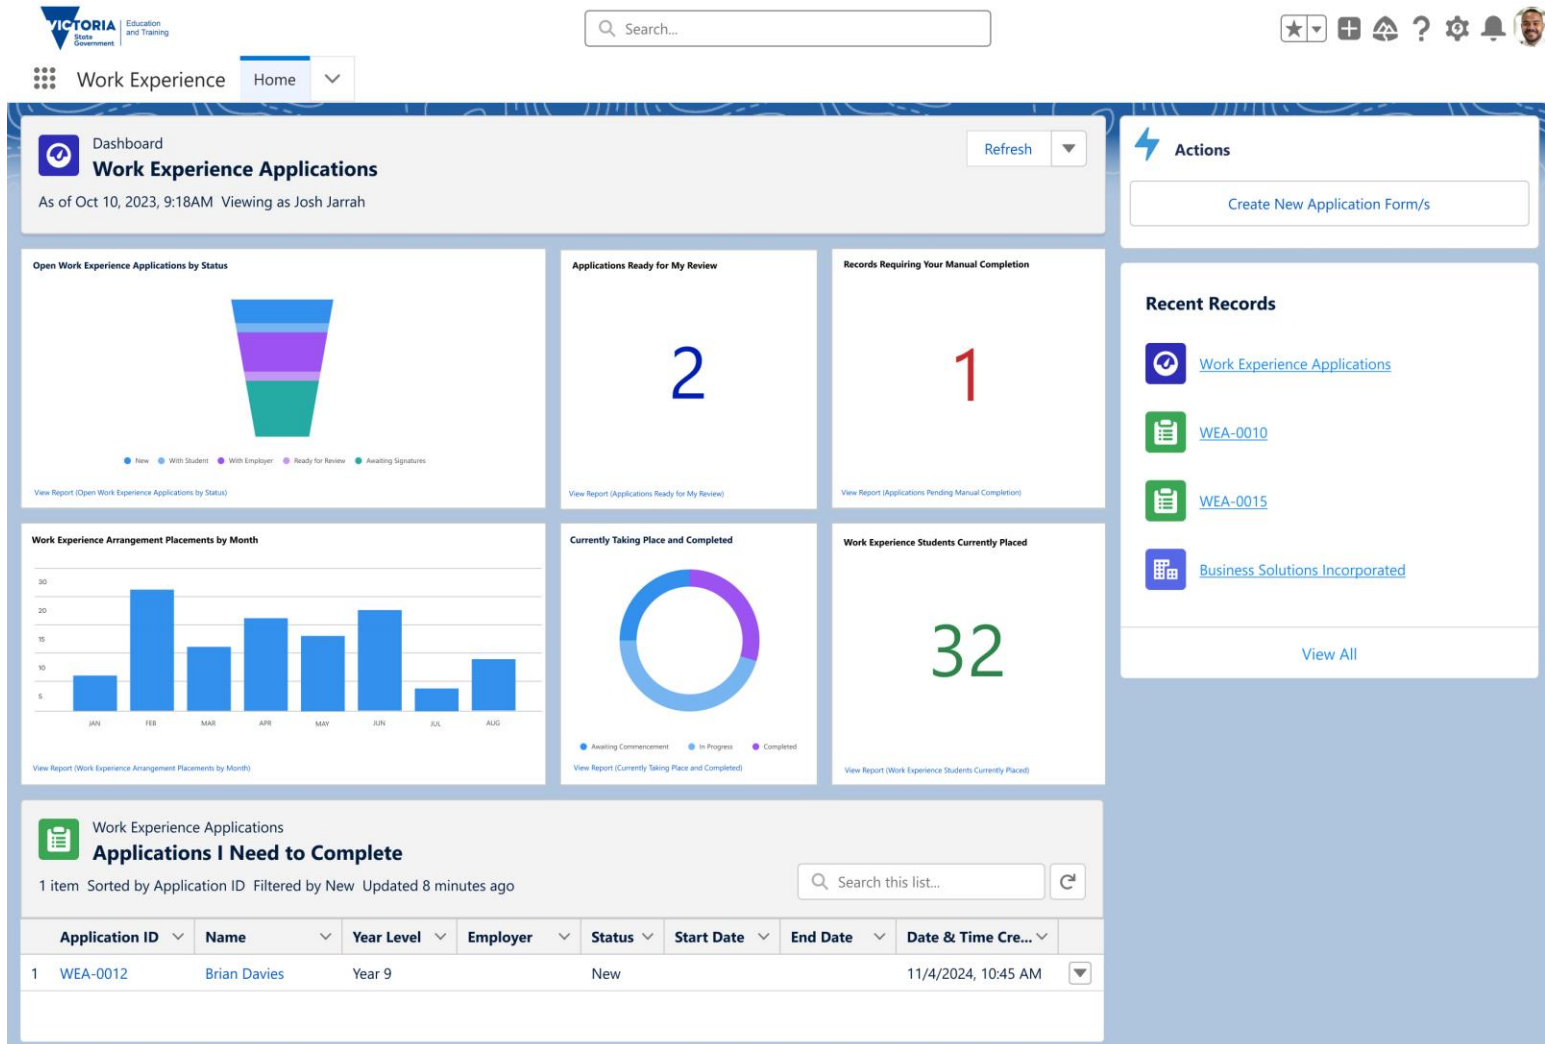 VICTORIA
State
Government
Education
and Training
Search...
Work Experience
Home
Dashboard
Work Experience Applications
As of Oct 10, 2023, 9:18AM Viewing as Josh Jarrah
Refresh
Actions
Create New Application Form/s
Open Work Experience Applications by Status
New
With Student
With Employer
Ready for Review
Awaiting Signatures
View Report (Open Work Experience Applications by Status)
Applications Ready for My Review
2
View Report (Applications Ready for My Review)
Records Requiring Your Manual Completion
1
View Report (Applications Pending Manual Completion)
Recent Records
Work Experience Applications
WEA-0010
WEA-0015
Business Solutions Incorporated
View All
Work Experience Arrangement Placements by Month
30
20
15
10
5
JAN FEB MAR APR MAY JUN JUL AUG
View Report (Work Experience Arrangement Placements by Month)
Currently Taking Place and Completed
Awaiting Commencement
In Progress
Completed
View Report (Currently Taking Place and Completed)
Work Experience Students Currently Placed
32
View Report (Work Experience Students Currently Placed)
Work Experience Applications
Applications I Need to Complete
1 item Sorted by Application ID Filtered by New Updated 8 minutes ago
Search this list...
Application ID Name Year Level Employer Status Start Date End Date Date & Time Cre...
1 WEA-0012 Brian Davies Year 9 New 11/4/2024, 10:45 AM